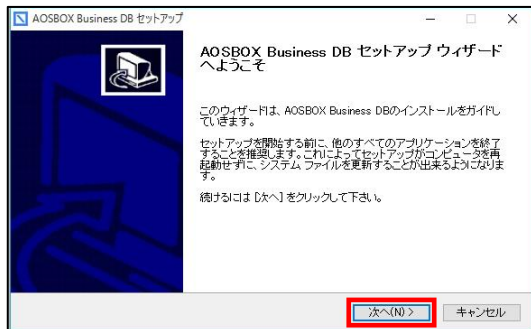 AOSBOX Business DB セットアップ
AOSBOX Business DB セットアップ ウィザード
へようこそ
このウィザードは、AOSBOX Business DBのインストールをガイドし
ていきます。
セットアップを開始する前に、他のすべてのアプリケーションを終了
することを推奨します。これによってセットアップがコンピュータを再
起動せずに、システム ファイルを更新することが出来るようになりま
す。
続けるには [次へ] をクリックして下さい。
次へ(N) >
キャンセル